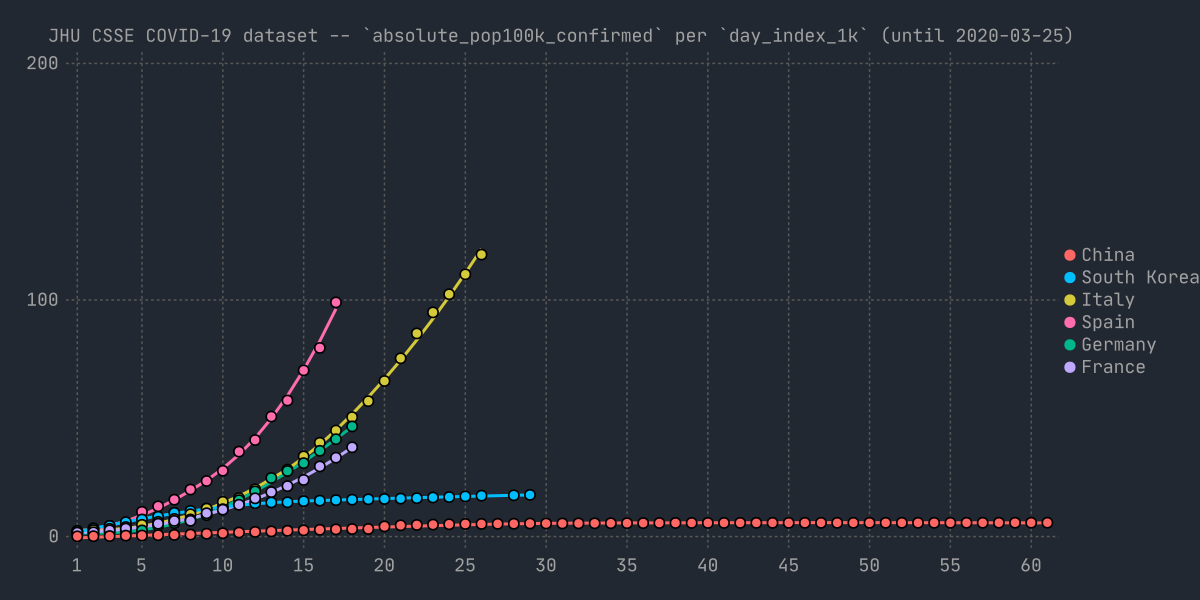 JHU CSSE COVID-19 dataset -- `absolute_pop100k_confirmed` per `day_index_1k` (until 2020-03-25)
200
100
0
1 5 10 15 20 25 30 35 40 45 50 55 60
China
South Korea
Italy
Spain
Germany
France